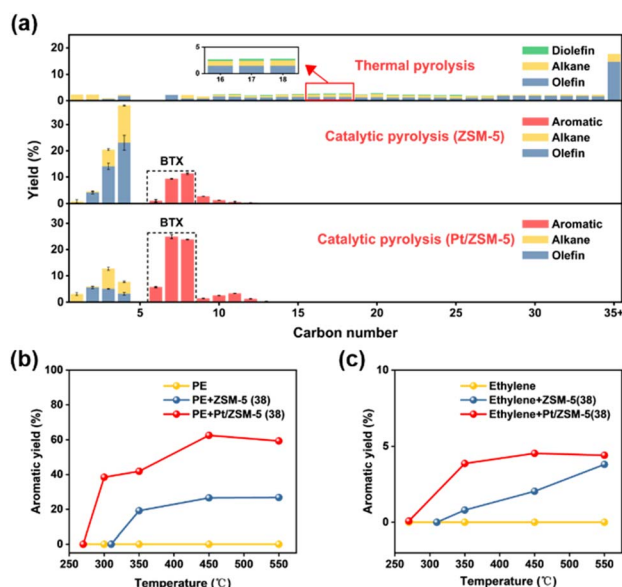 (a)
5
0
16 17 18
Thermal pyrolysis
Diolefin
Alkane
Olefin
20
10
0
Catalytic pyrolysis (ZSM-5)
Aromatic
Alkane
Olefin
BTX
30
20
10
0
Catalytic pyrolysis (Pt/ZSM-5)
Aromatic
Alkane
Olefin
BTX
30
20
10
0
Yield (%)
5 10 15 20 25 30 35+
Carbon number
(b)
PE
PE+ZSM-5 (38)
PE+Pt/ZSM-5 (38)
100
80
60
40
20
0
Aromatic yield (%)
250 300 350 400 450 500 550
Temperature (℃)
(c)
Ethylene
Ethylene+ZSM-5(38)
Ethylene+Pt/ZSM-5(38)
10
5
0
Aromatic yield (%)
250 300 350 400 450 500 550
Temperature (℃)